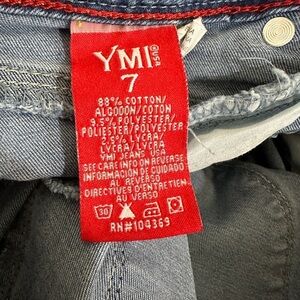 YMI®USA
7
88% COTTON/
ALGODON/COTON
9.5% POLYESTER/
POLIESTER/POLYESTER
2.5% LYCRA/
LYCRA/LYCRA
YMI JEANS USA
SEE CARE INFO ON REVERSE
INFORMACION DE CUIDADO
AL REVERSO
DIRECTIVES D'ENTRETIEN
AU VERSO
30
RN#104369